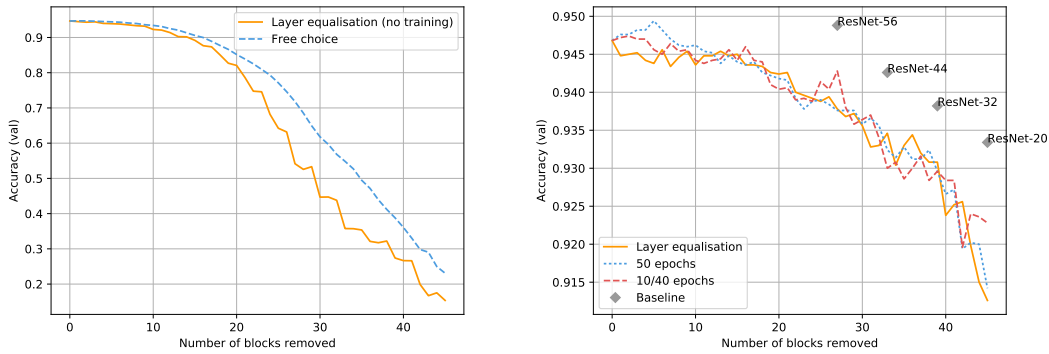 Layer equalisation (no training)
Free choice
0.9
0.8
0.7
0.6
0.5
0.4
0.3
0.2
Accuracy (val)
0 10 20 30 40
Number of blocks removed
ResNet-56
ResNet-44
ResNet-32
ResNet-20
0.950
0.945
0.940
0.935
0.930
0.925
0.920
0.915
Accuracy (val)
Layer equalisation
50 epochs
10/40 epochs
Baseline
0 10 20 30 40
Number of blocks removed